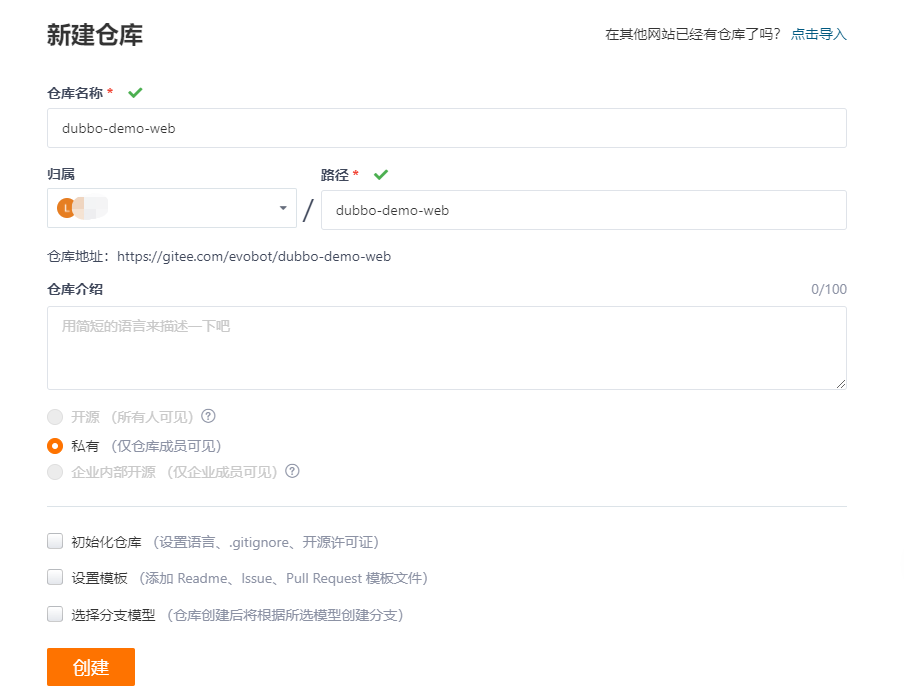 新建仓库
在其他网站已经有仓库了吗? 点击导入
仓库名称 *
dubbo-demo-web
归属
路径 *
L
/
dubbo-demo-web
仓库地址：https://gitee.com/evobot/dubbo-demo-web
仓库介绍
0/100
用简短的语言来描述一下吧
开源 （所有人可见） ?
私有 （仅仓库成员可见）
企业内部开源 （仅企业成员可见） ?
初始化仓库 （设置语言、.gitignore、开源许可证）
设置模板 （添加 Readme、Issue、Pull Request 模板文件）
选择分支模型 （仓库创建后将根据所选模型创建分支）
创建